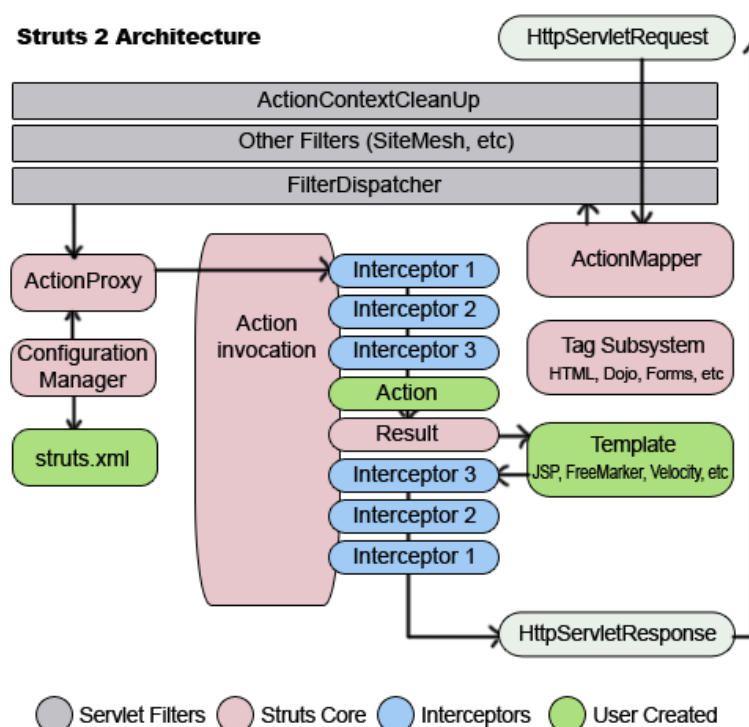 Struts 2 Architecture
HttpServletRequest
ActionContextCleanUp
Other Filters (SiteMesh, etc)
FilterDispatcher
ActionProxy
Configuration
Manager
struts.xml
Action
invocation
Interceptor 1
Interceptor 2
Interceptor 3
Action
Result
Interceptor 3
Interceptor 2
Interceptor 1
ActionMapper
Tag Subsystem
HTML, Dojo, Forms, etc
Template
JSP, FreeMarker, Velocity, etc
HttpServletResponse
Servlet Filters
Struts Core
Interceptors
User Created